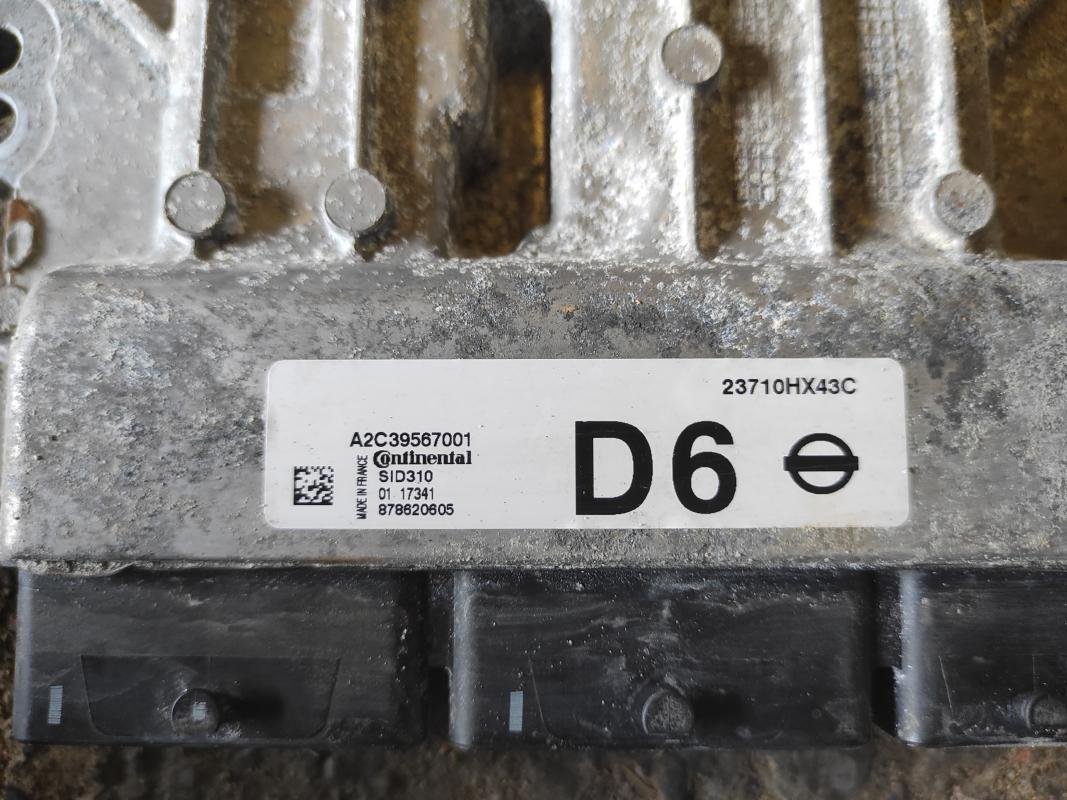 23710HX43C
A2C39567001
Continental
SID310
01 17341
878620605
MADE IN FRANCE
D6